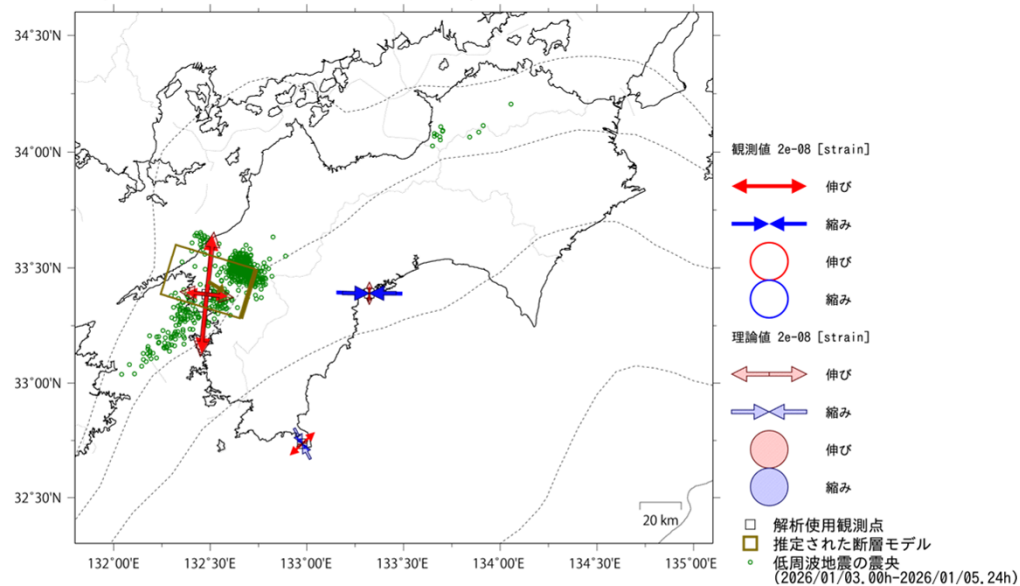 34°30'N
34°00'N
33°30'N
33°00'N
32°30'N
132°00'E
132°30'E
133°00'E
133°30'E
134°00'E
134°30'E
135°00'E
20 km
観測値 2e-08 [strain]
伸び
縮み
伸び
縮み
理論値 2e-08 [strain]
伸び
縮み
伸び
縮み
解析使用観測点
推定された断層モデル
低周波地震の震央
(2026/01/03.00h-2026/01/05.24h)